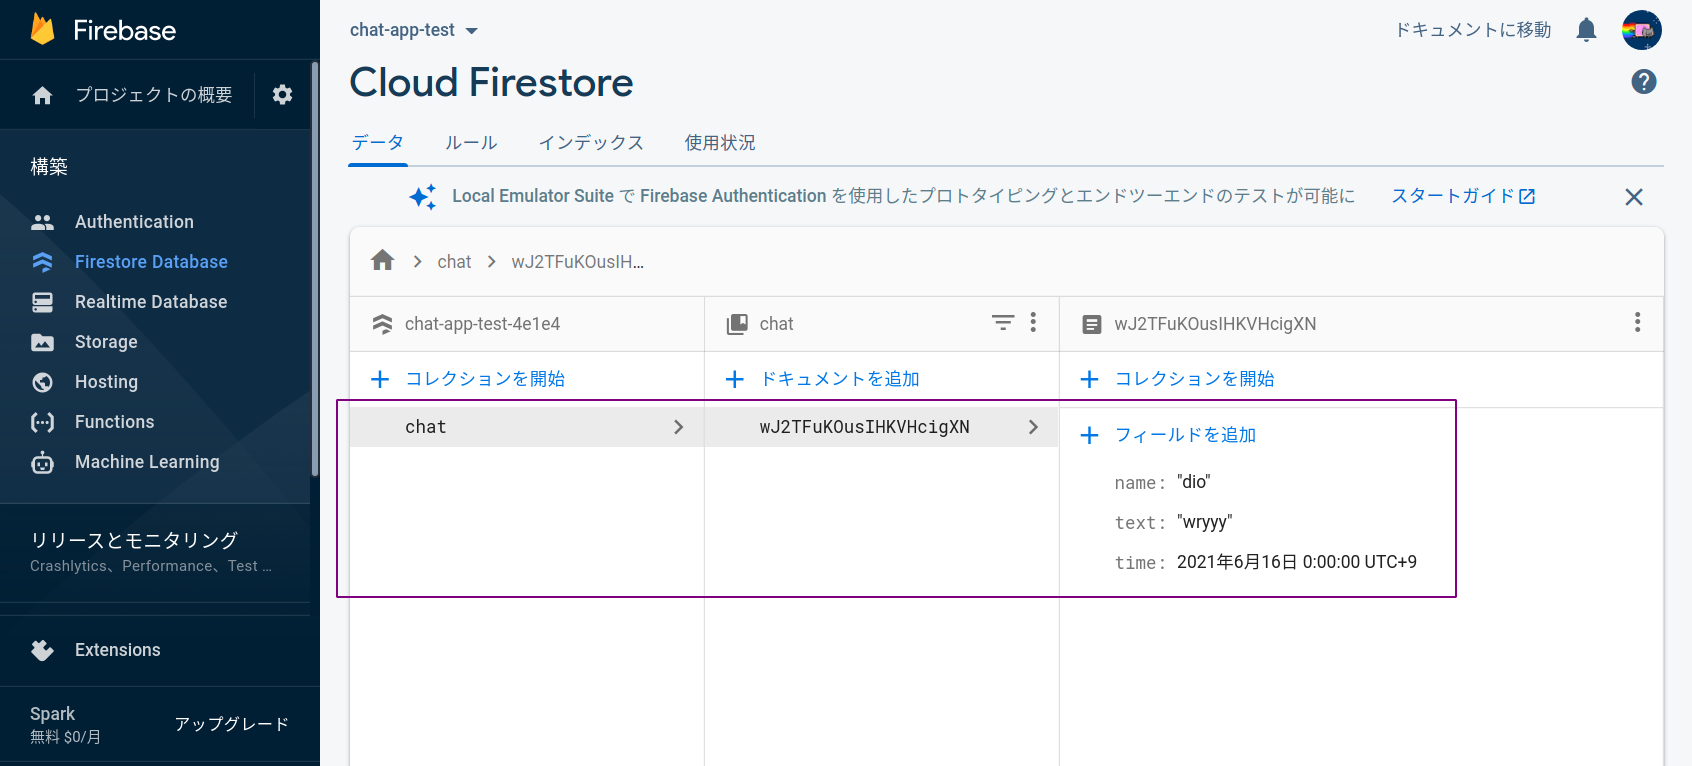 Firebase
プロジェクトの概要
構築
Authentication
Firestore Database
Realtime Database
Storage
Hosting
Functions
Machine Learning
リリースとモニタリング
Crashlytics、Performance、Test ...
Extensions
Spark
無料 $0/月
アップグレード
chat-app-test
ドキュメントに移動
Cloud Firestore
データ ルール インデックス 使用状況
Local Emulator Suite で Firebase Authentication を使用したプロトタイピングとエンドツーエンドのテストが可能に スタートガイド
chat wJ2TFuKOusIH...
chat-app-test-4e1e4 chat wJ2TFuKOusIHKVHcigXN
コレクションを開始 ドキュメントを追加 コレクションを開始
chat wJ2TFuKOusIHKVHcigXN フィールドを追加
name: "dio"
text: "wryyy"
time: 2021年6月16日 0:00:00 UTC+9